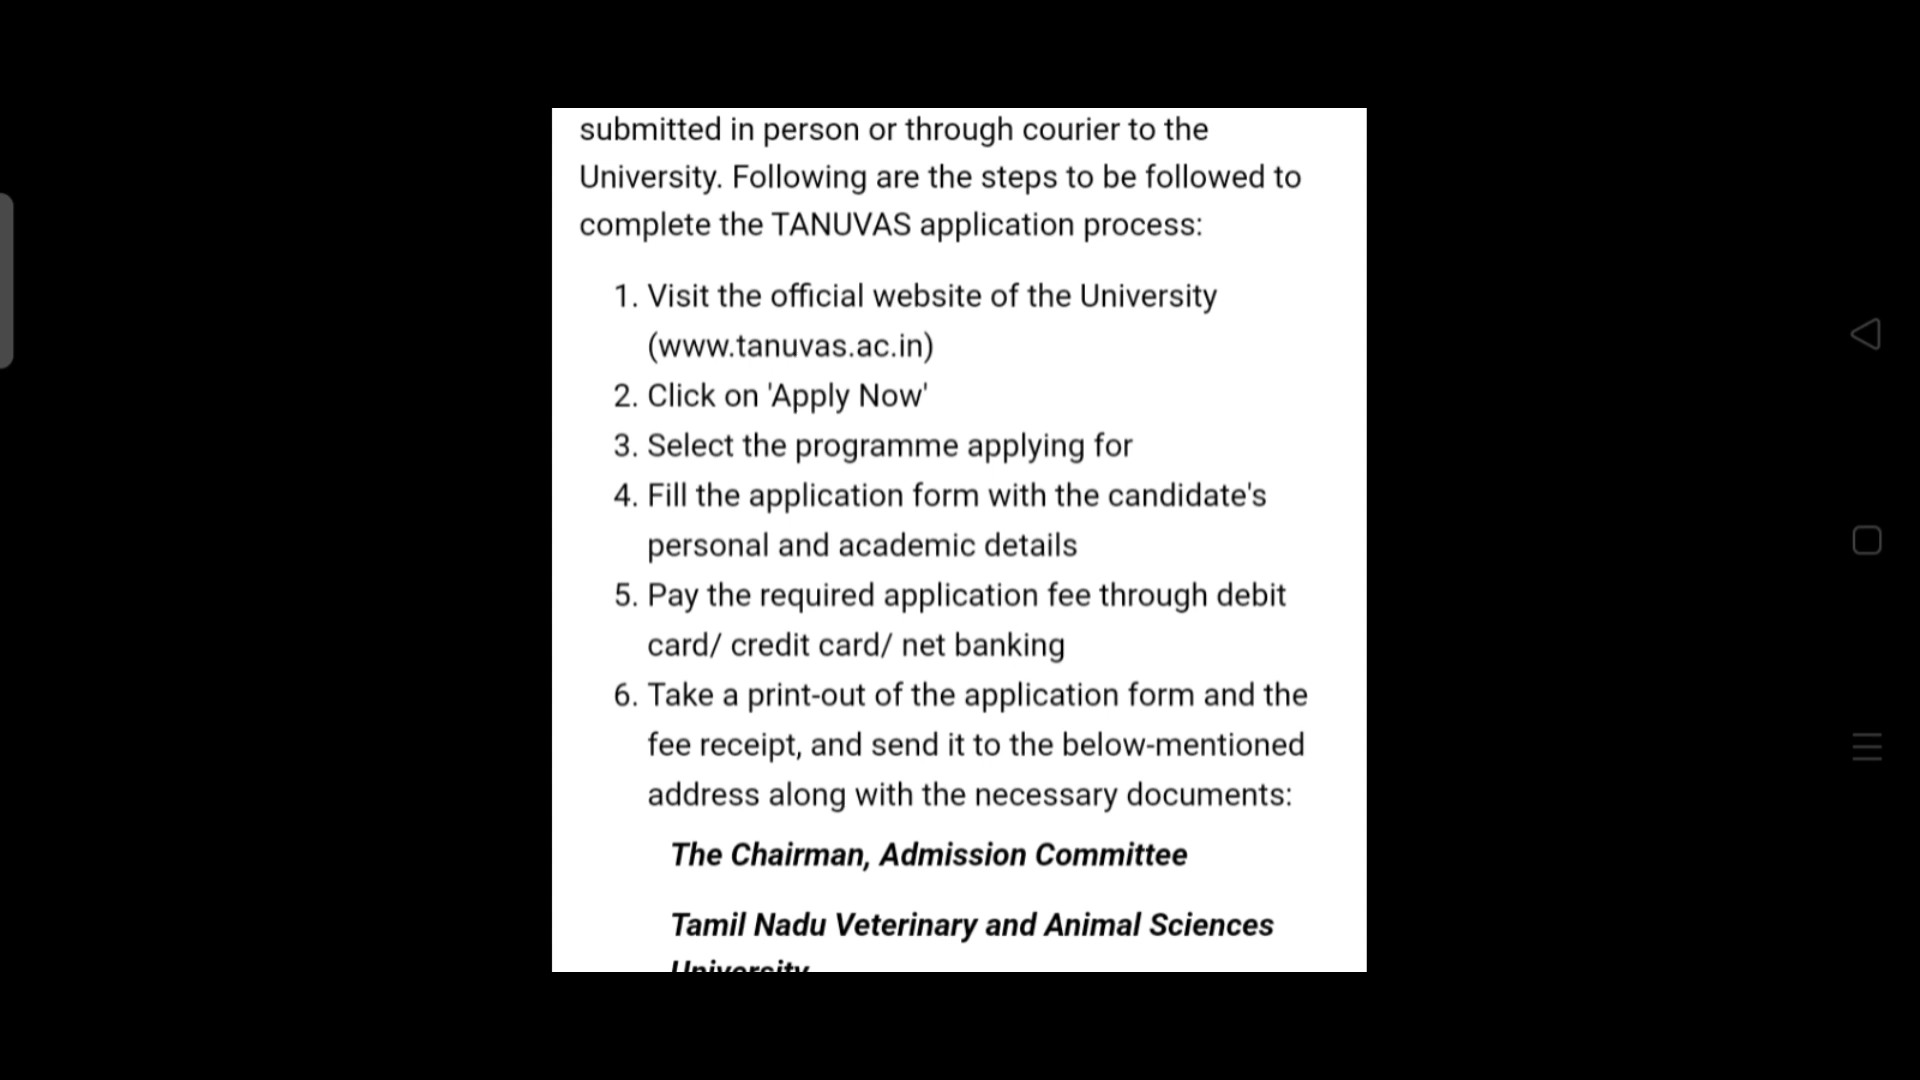 submitted in person or through courier to the
University. Following are the steps to be followed to
complete the TANUVAS application process:
1. Visit the official website of the University
(www.tanuvas.ac.in)
2. Click on 'Apply Now'
3. Select the programme applying for
4. Fill the application form with the candidate's
personal and academic details
5. Pay the required application fee through debit
card/ credit card/ net banking
6. Take a print-out of the application form and the
fee receipt, and send it to the below-mentioned
address along with the necessary documents:
The Chairman, Admission Committee
Tamil Nadu Veterinary and Animal Sciences
University